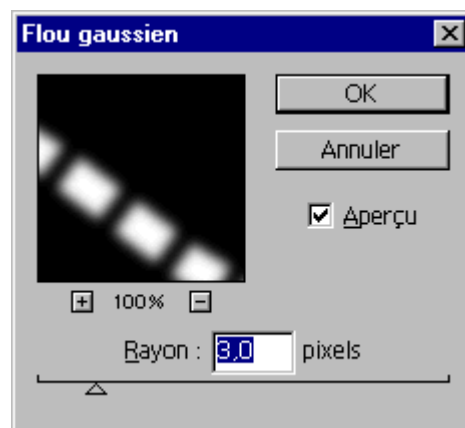 Flou gaussien
OK
Annuler
Aperçu
100%
Rayon : 3,0 pixels